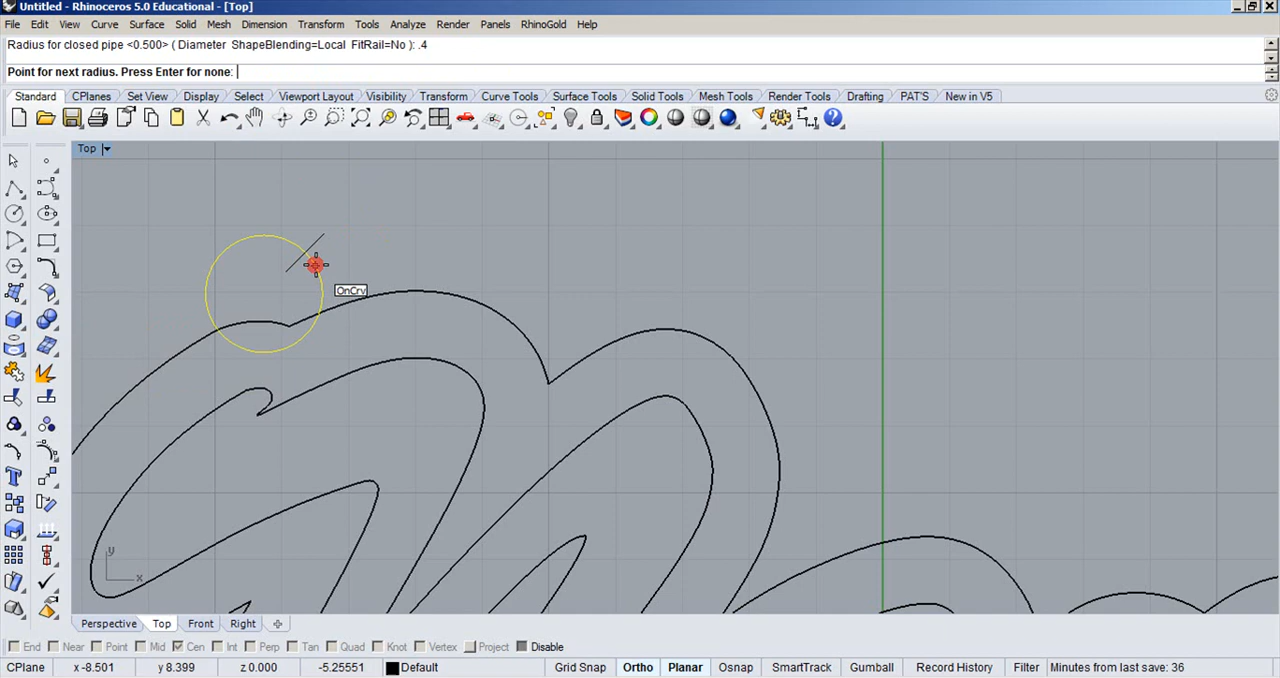 Untitled - Rhinoceros 5.0 Educational - [Top]
File Edit View Curve Surface Solid Mesh Dimension Transform Tools Analyze Render Panels RhinoGold Help
Radius for closed pipe <0.500> ( Diameter ShapeBlending=Local FitRail=No ): .4
Point for next radius. Press Enter for none:
Standard CPlanes Set View Display Select Viewport Layout Visibility Transform Curve Tools Surface Tools Solid Tools Mesh Tools Render Tools Drafting PAT'S New in V5
Top
OnCrv
y
x
Perspective Top Front Right
End Near Point Mid Cen Int Perp Tan Quad Knot Vertex Project Disable
CPlane x -8.501 y 8.399 z 0.000 -5.25551 Default Grid Snap Ortho Planar Osnap SmartTrack Gumball Record History Filter Minutes from last save: 36